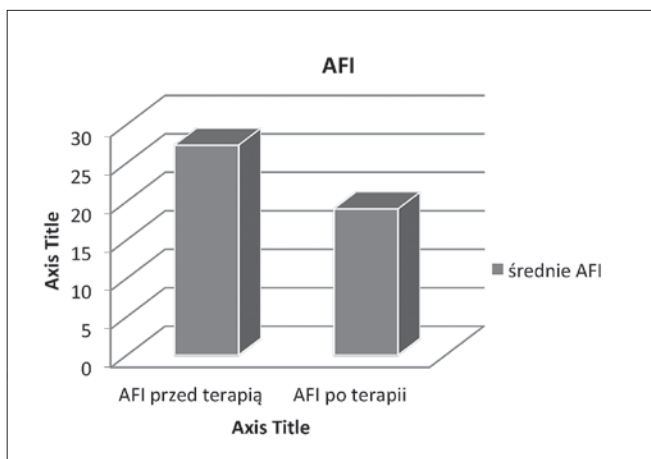 AFI
30
25
20
15
10
5
0
Axis Title
AFI przed terapią AFI po terapii
Axis Title
średnie AFI